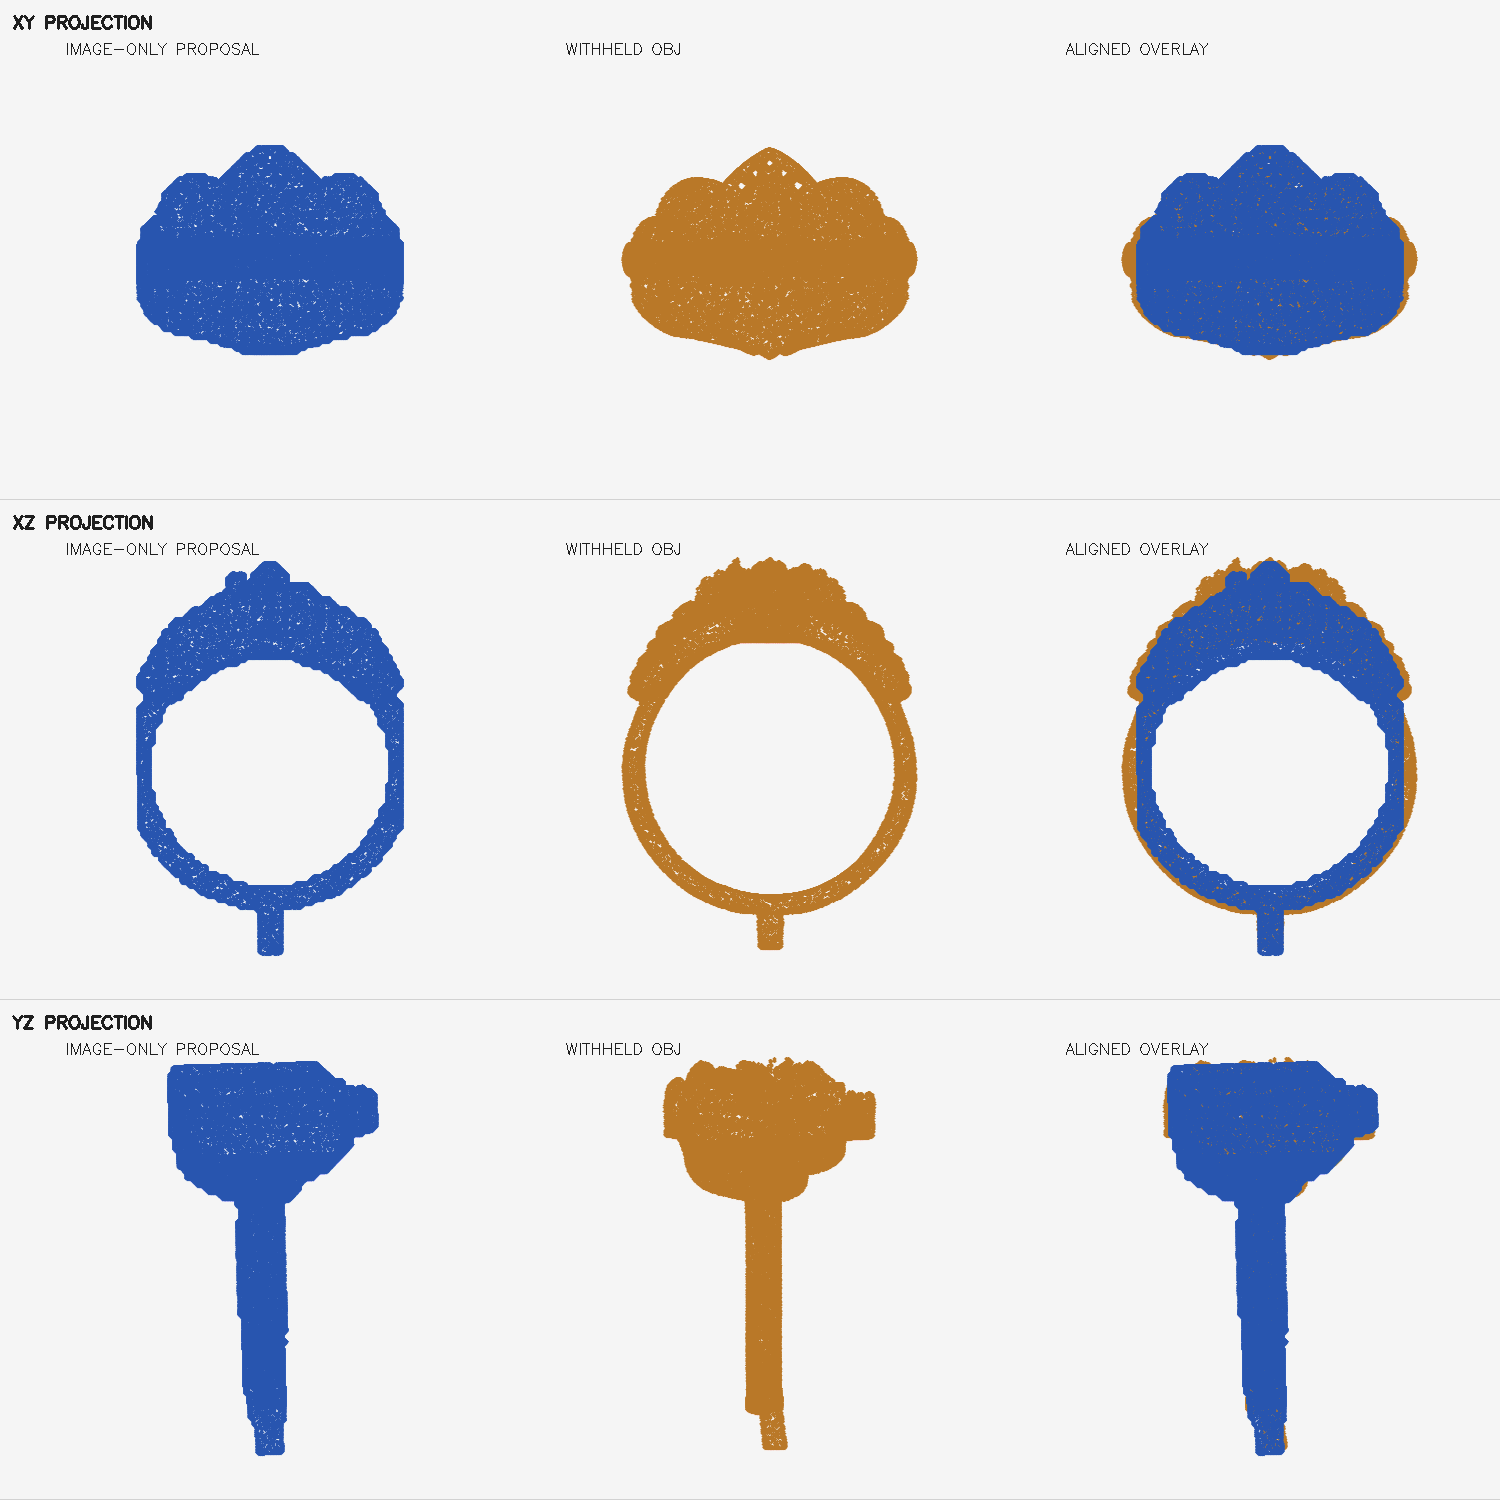 XY PROJECTION
IMAGE-ONLY PROPOSAL WITHHELD OBJ ALIGNED OVERLAY
XZ PROJECTION
IMAGE-ONLY PROPOSAL WITHHELD OBJ ALIGNED OVERLAY
YZ PROJECTION
IMAGE-ONLY PROPOSAL WITHHELD OBJ ALIGNED OVERLAY